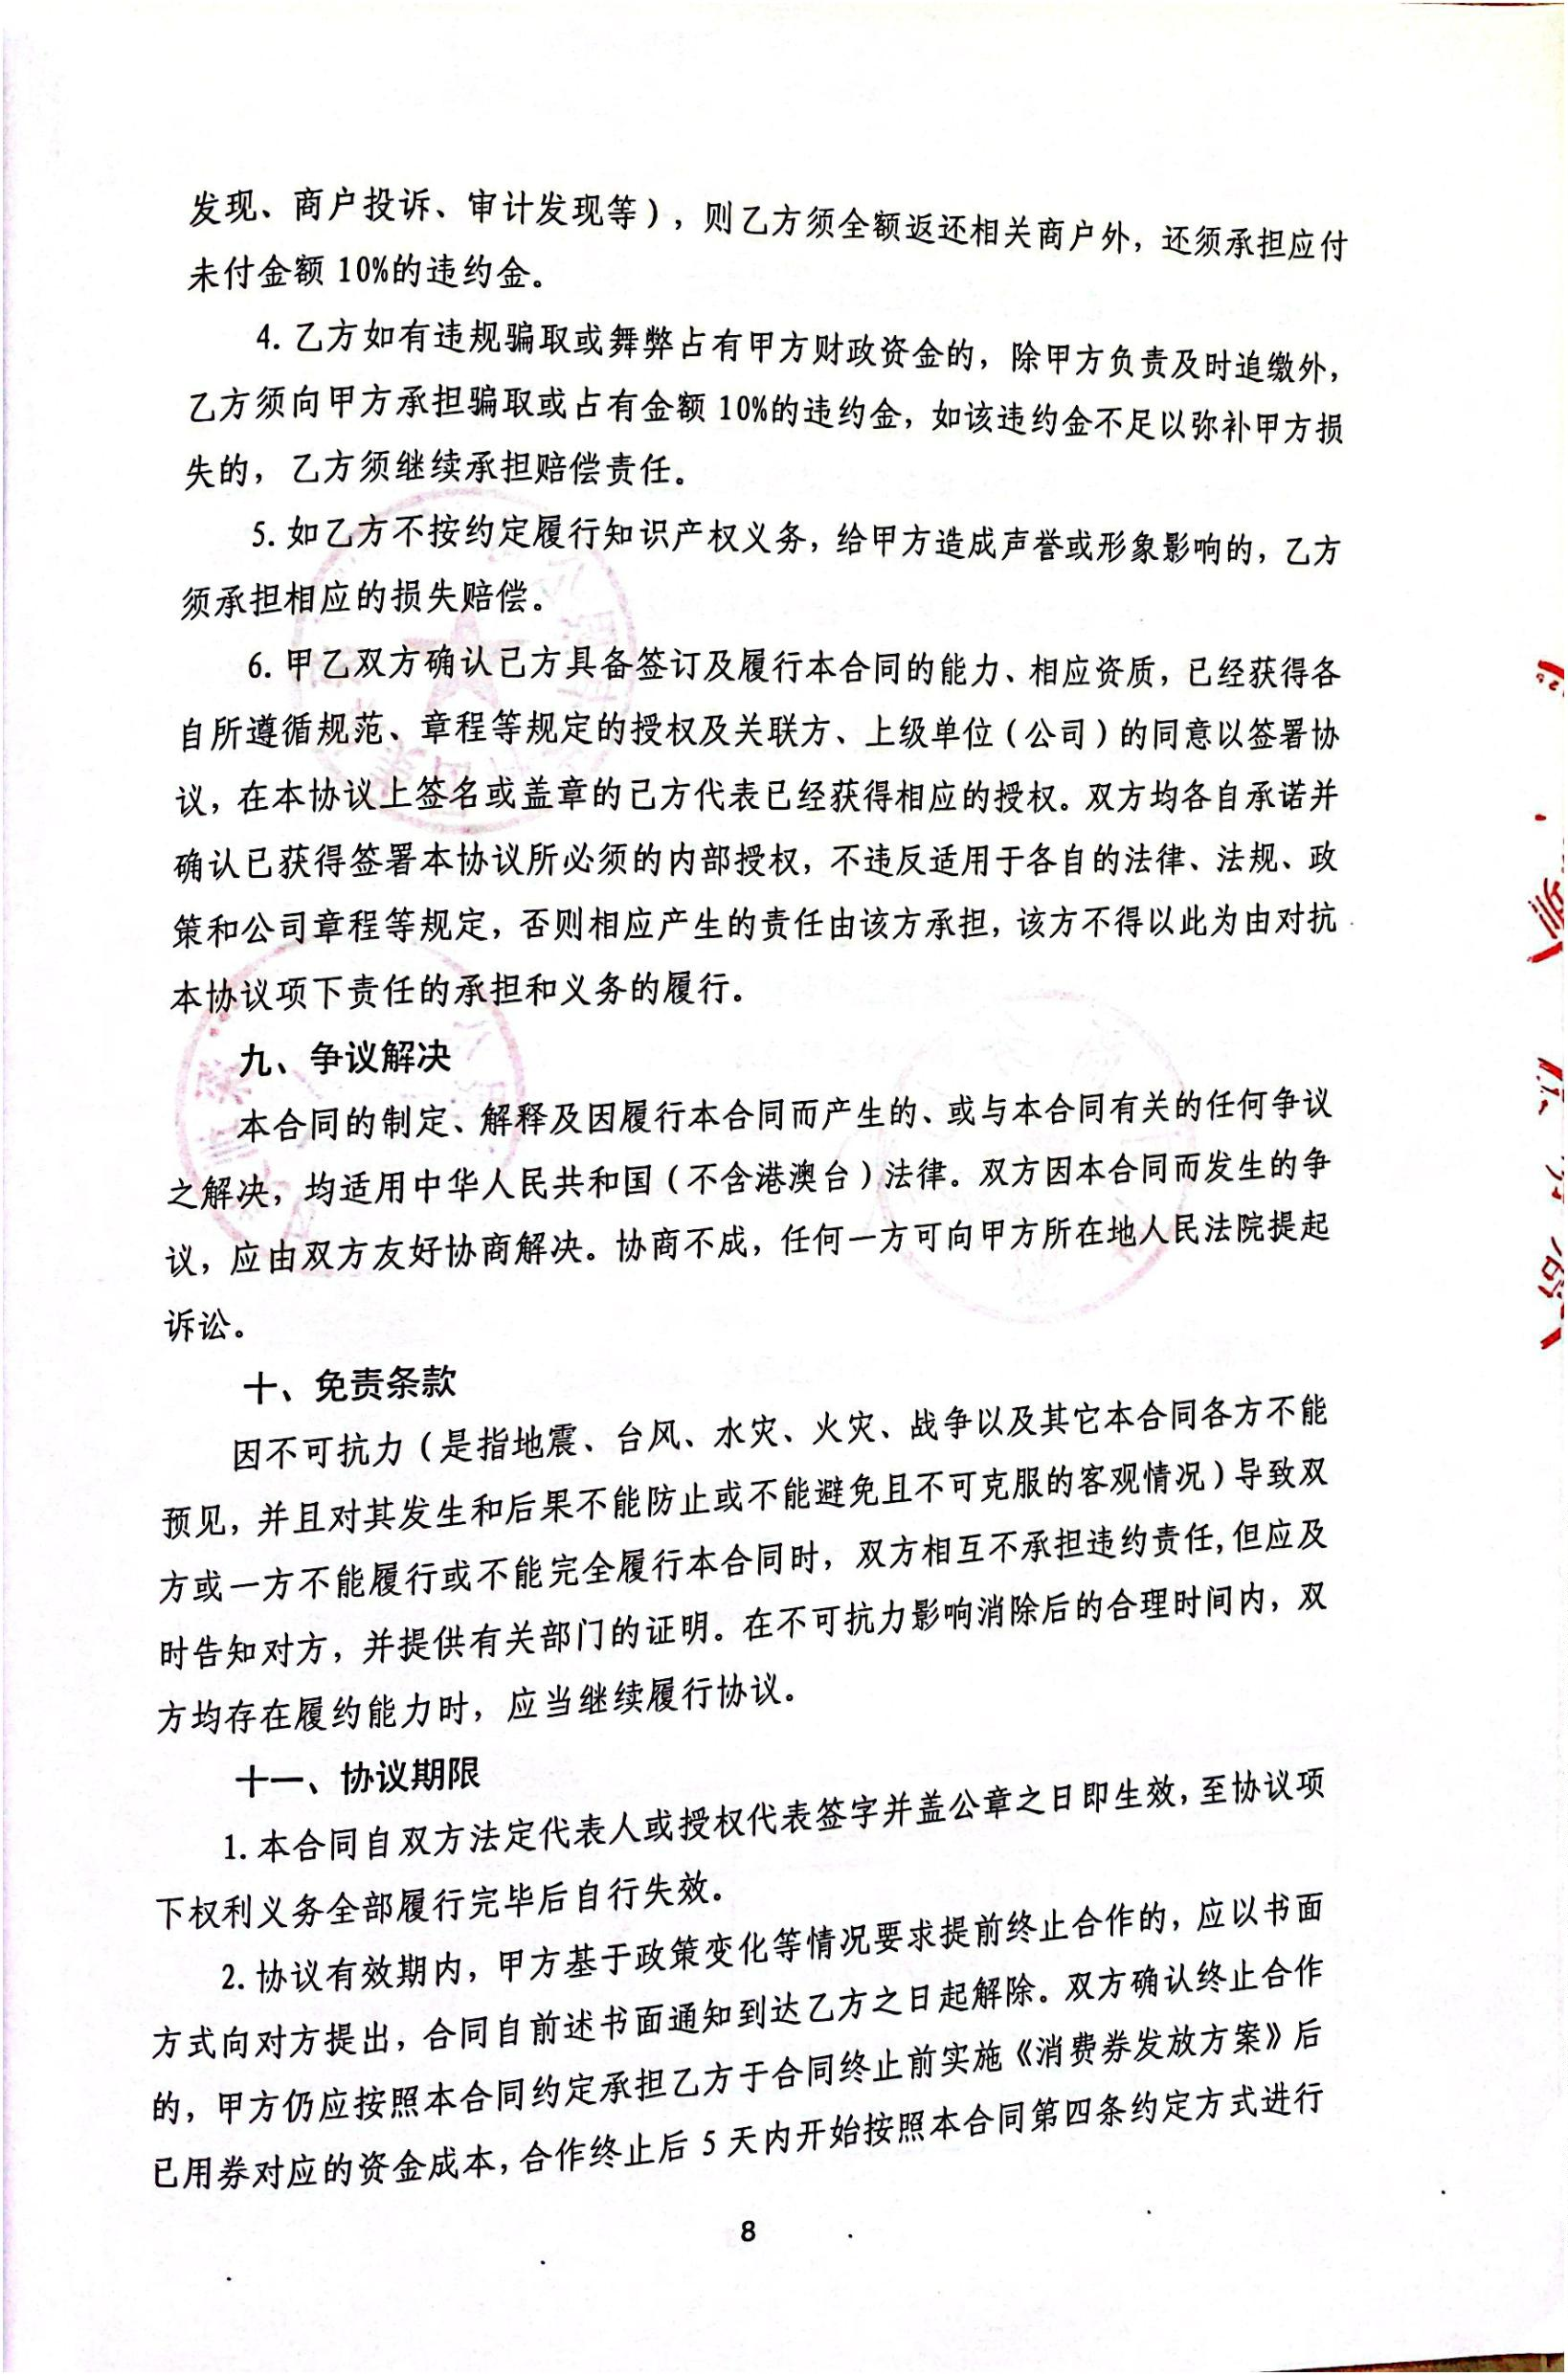 发现、商户投诉、审计发现等），则乙方须全额返还相关商户外，还须承担应付
未付金额 10%的违约金。
4. 乙方如有违规骗取或舞弊占有甲方财政资金的，除甲方负责及时追缴外，
乙方须向甲方承担骗取或占有金额 10%的违约金，如该违约金不足以弥补甲方损
失的，乙方须继续承担赔偿责任。
5. 如乙方不按约定履行知识产权义务，给甲方造成声誉或形象影响的，乙方
须承担相应的损失赔偿。
6. 甲乙双方确认己方具备签订及履行本合同的能力、相应资质，已经获得各
自所遵循规范、章程等规定的授权及关联方、上级单位（公司）的同意以签署协
议，在本协议上签名或盖章的己方代表已经获得相应的授权。双方均各自承诺并
确认已获得签署本协议所必须的内部授权，不违反适用于各自的法律、法规、政
策和公司章程等规定，否则相应产生的责任由该方承担，该方不得以此为由对抗
本协议项下责任的承担和义务的履行。
九、争议解决
本合同的制定、解释及因履行本合同而产生的、或与本合同有关的任何争议
之解决，均适用中华人民共和国（不含港澳台）法律。双方因本合同而发生的争
议，应由双方友好协商解决。协商不成，任何一方可向甲方所在地人民法院提起
诉讼。
十、免责条款
因不可抗力（是指地震、台风、水灾、火灾、战争以及其它本合同各方不能
预见，并且对其发生和后果不能防止或不能避免且不可克服的客观情况）导致双
方或一方不能履行或不能完全履行本合同时，双方相互不承担违约责任,但应及
时告知对方，并提供有关部门的证明。在不可抗力影响消除后的合理时间内，双
方均存在履约能力时，应当继续履行协议。
十一、协议期限
1. 本合同自双方法定代表人或授权代表签字并盖公章之日即生效,至协议项
下权利义务全部履行完毕后自行失效。
2. 协议有效期内，甲方基于政策变化等情况要求提前终止合作的，应以书面
方式向对方提出，合同自前述书面通知到达乙方之日起解除。双方确认终止合作
的，甲方仍应按照本合同约定承担乙方于合同终止前实施《消费券发放方案》后
已用券对应的资金成本,合作终止后 5 天内开始按照本合同第四条约定方式进行
8